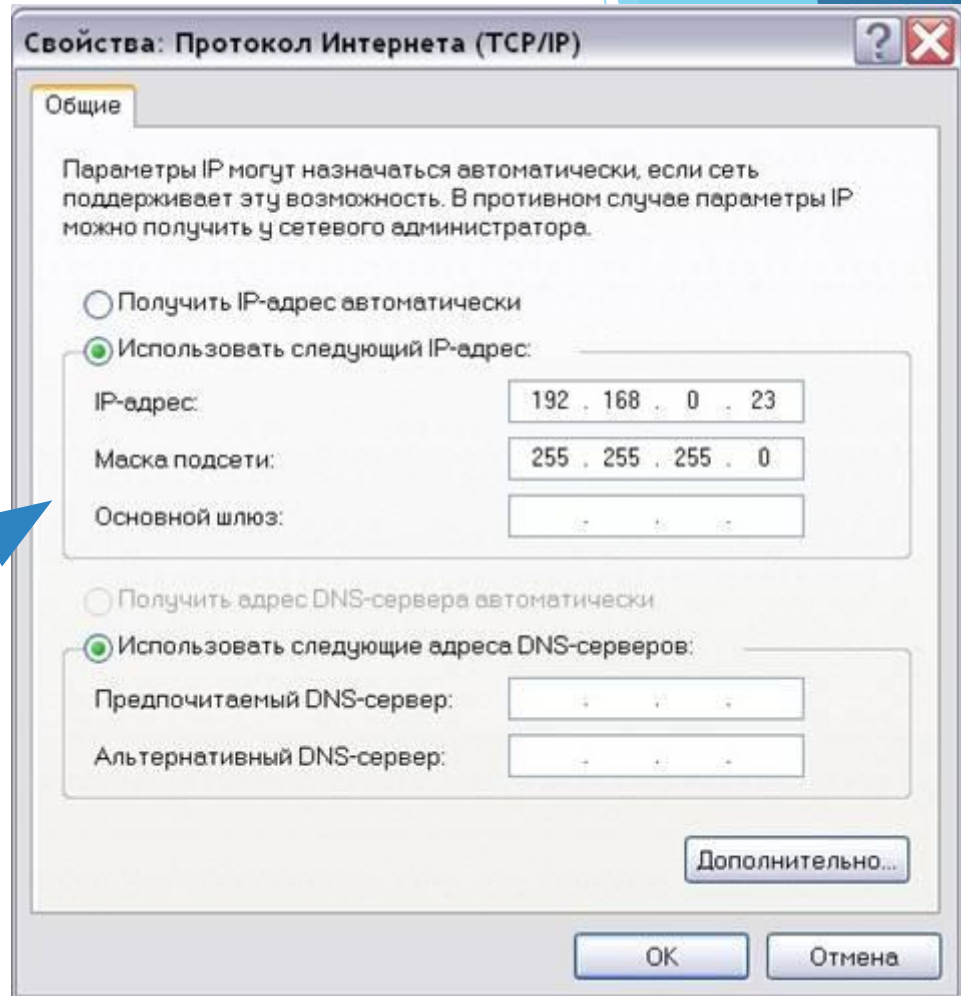 Свойства: Протокол Интернета (TCP/IP)
Общие
Параметры IP могут назначаться автоматически, если сеть
поддерживает эту возможность. В противном случае параметры IP
можно получить у сетевого администратора.
Получить IP-адрес автоматически
Использовать следующий IP-адрес:
IP-адрес: 192 . 168 . 0 . 23
Маска подсети: 255 . 255 . 255 . 0
Основной шлюз: . . .
Получить адрес DNS-сервера автоматически
Использовать следующие адреса DNS-серверов:
Предпочитаемый DNS-сервер: . . .
Альтернативный DNS-сервер: . . .
Дополнительно...
OK Отмена